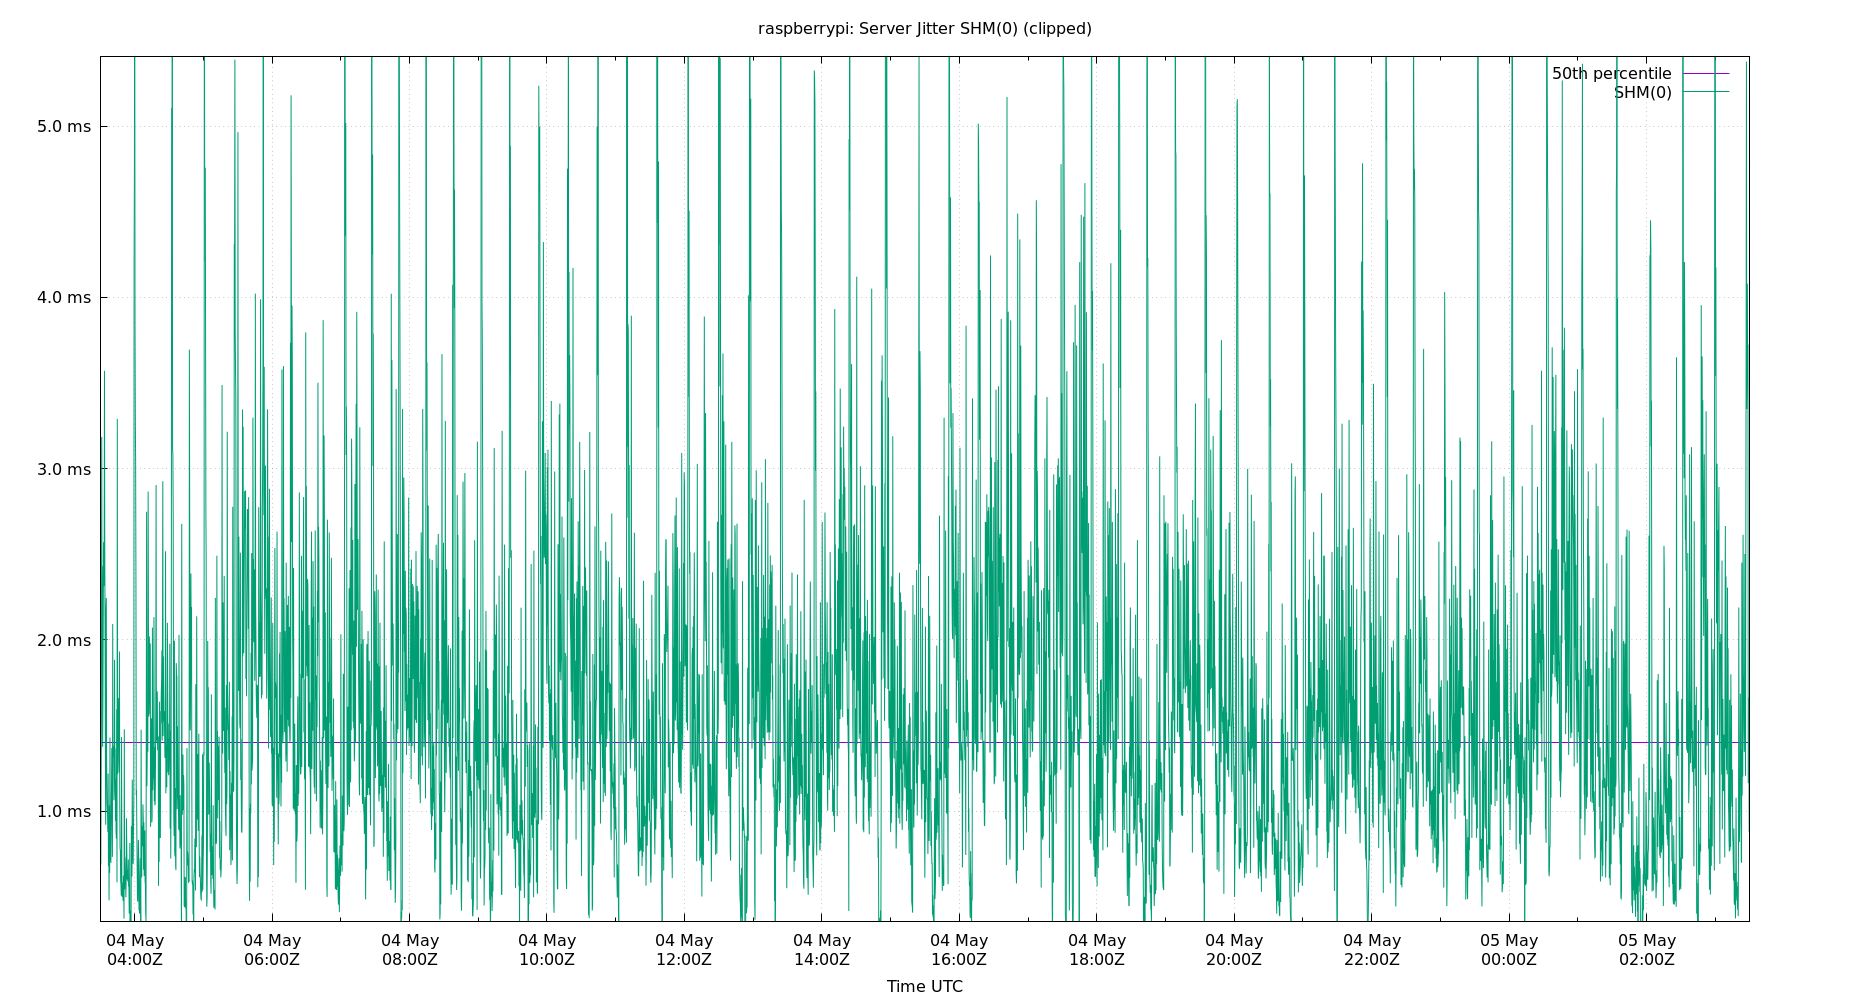 raspberrypi: Server Jitter SHM(0) (clipped)
50th percentile
SHM(0)
5.0 ms
4.0 ms
3.0 ms
2.0 ms
1.0 ms
04 May 04 May 04 May 04 May 04 May 04 May 04 May 04 May 04 May 04 May 05 May 05 May
04:00Z 06:00Z 08:00Z 10:00Z 12:00Z 14:00Z 16:00Z 18:00Z 20:00Z 22:00Z 00:00Z 02:00Z
Time UTC